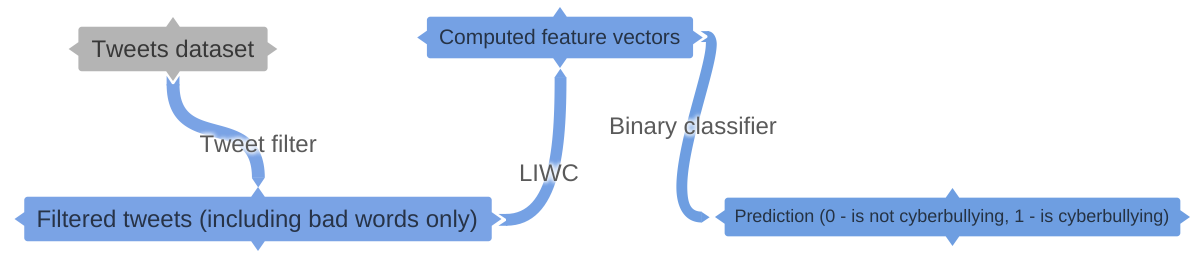 Tweets dataset
Tweet filter
Filtered tweets (including bad words only)
LIWC
Computed feature vectors
Binary classifier
Prediction (0 - is not cyberbullying, 1 - is cyberbullying)